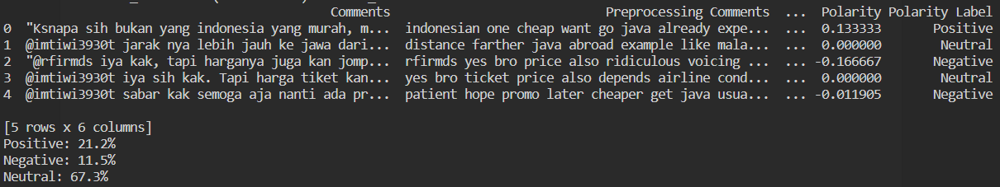 Comments Preprocessing Comments ... Polarity Polarity Label
0 "Ksnapa sih bukan yang indonesia yang murah, m... indonesian one cheap want go java already expe... ... 0.133333 Positive
1 @imtiwi3930t jarak nya lebih jauh ke jawa dari... distance farther java abroad example like mala... ... 0.000000 Neutral
2 "@rfirmds iya kak, tapi harganya juga kan jomp... rfirmds yes bro price also ridiculous voicing ... ... -0.166667 Negative
3 @imtiwi3930t iya sih kak. Tapi harga tiket kan... yes bro ticket price also depends airline cond... ... 0.000000 Neutral
4 @imtiwi3930t sabar kak semoga aja nanti ada pr... patient hope promo later cheaper get java usua... ... -0.011905 Negative
[5 rows x 6 columns]
Positive: 21.2%
Negative: 11.5%
Neutral: 67.3%